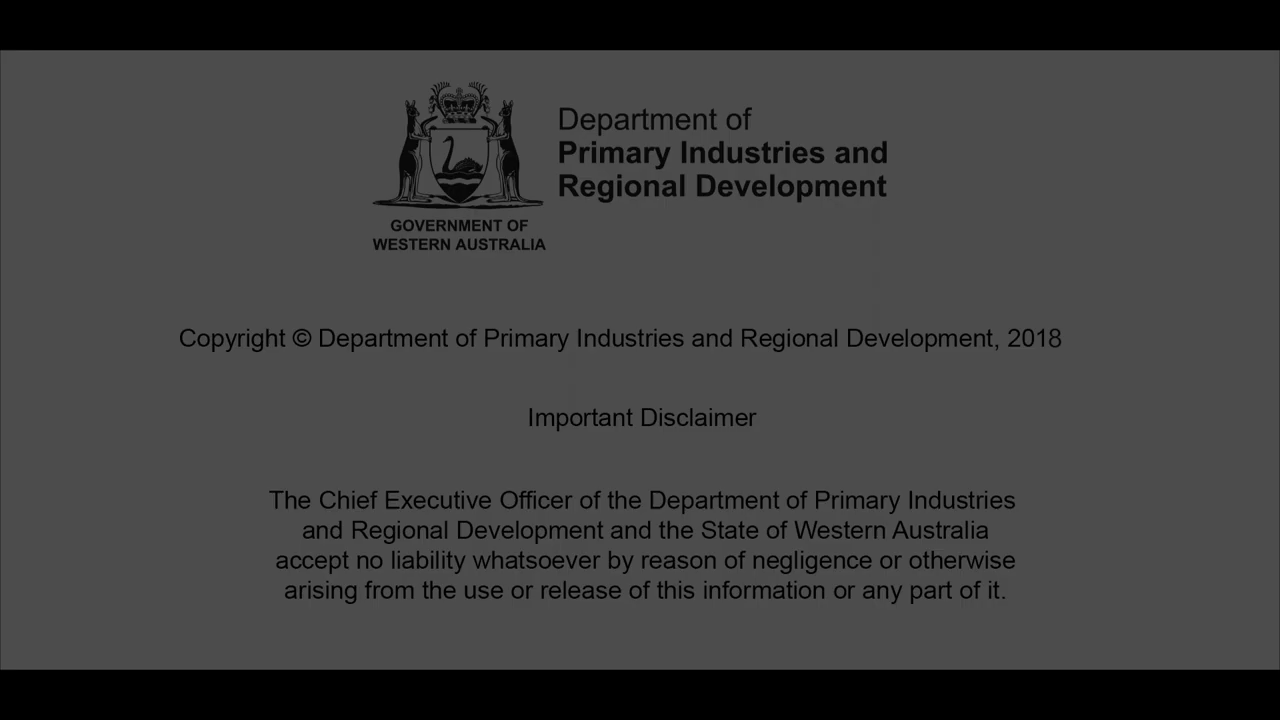 Department of
Primary Industries and
Regional Development
GOVERNMENT OF
WESTERN AUSTRALIA
Copyright © Department of Primary Industries and Regional Development, 2018
Important Disclaimer
The Chief Executive Officer of the Department of Primary Industries
and Regional Development and the State of Western Australia
accept no liability whatsoever by reason of negligence or otherwise
arising from the use or release of this information or any part of it.